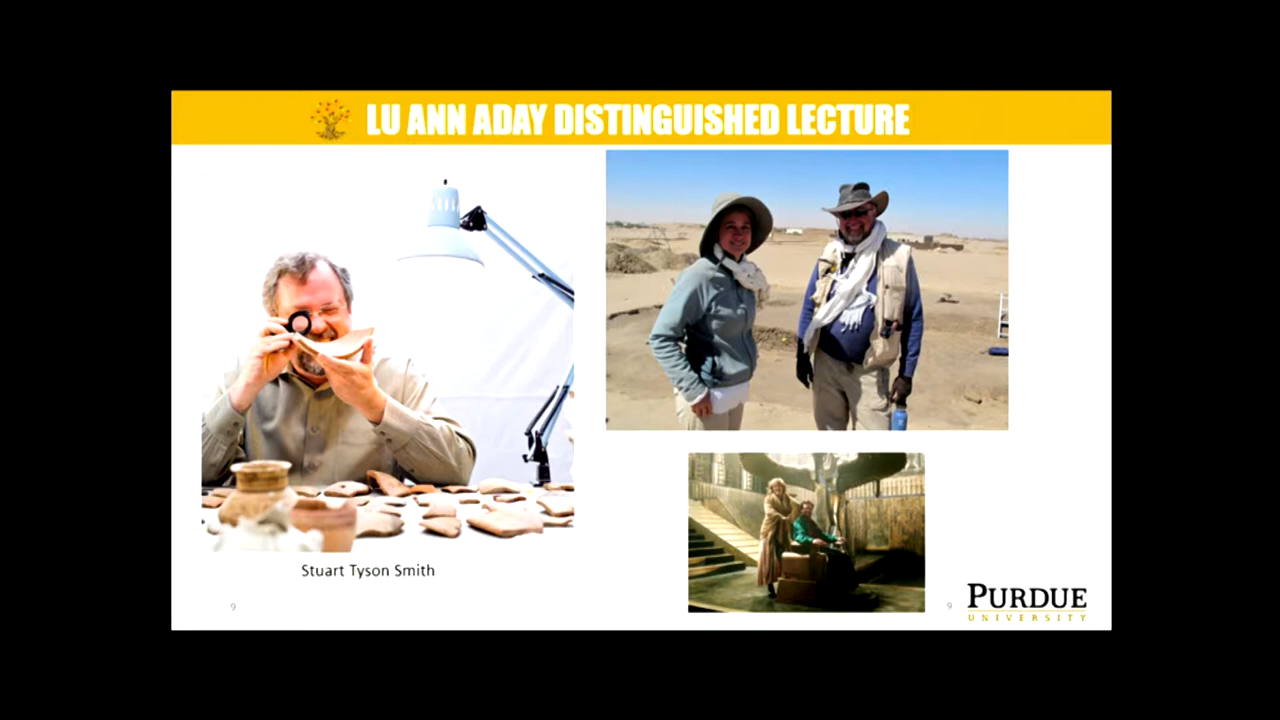 LU ANN ADAY DISTINGUISHED LECTURE
Stuart Tyson Smith
9
9
PURDUE
UNIVERSITY